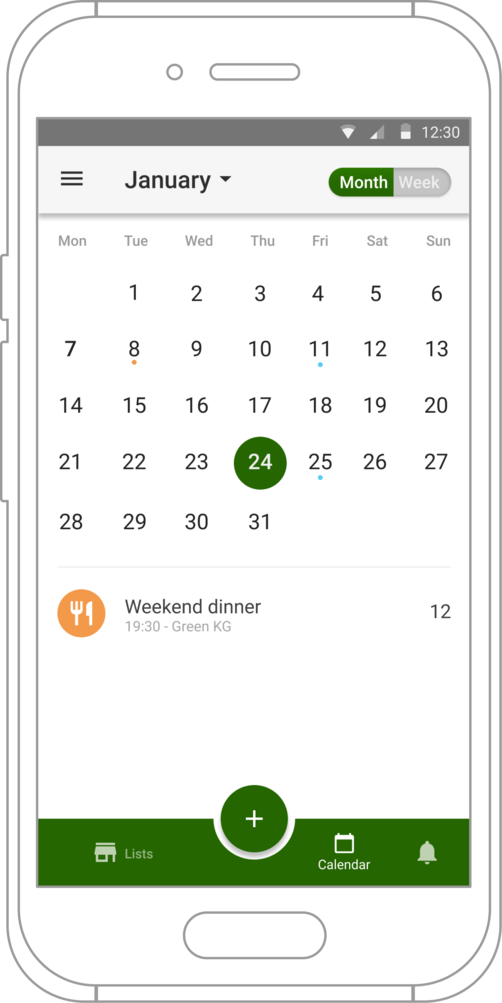 12:30
January Month Week
Mon Tue Wed Thu Fri Sat Sun
1 2 3 4 5 6
7 8 9 10 11 12 13
14 15 16 17 18 19 20
21 22 23 24 25 26 27
28 29 30 31
Weekend dinner 12
19:30 - Green KG
Lists Calendar